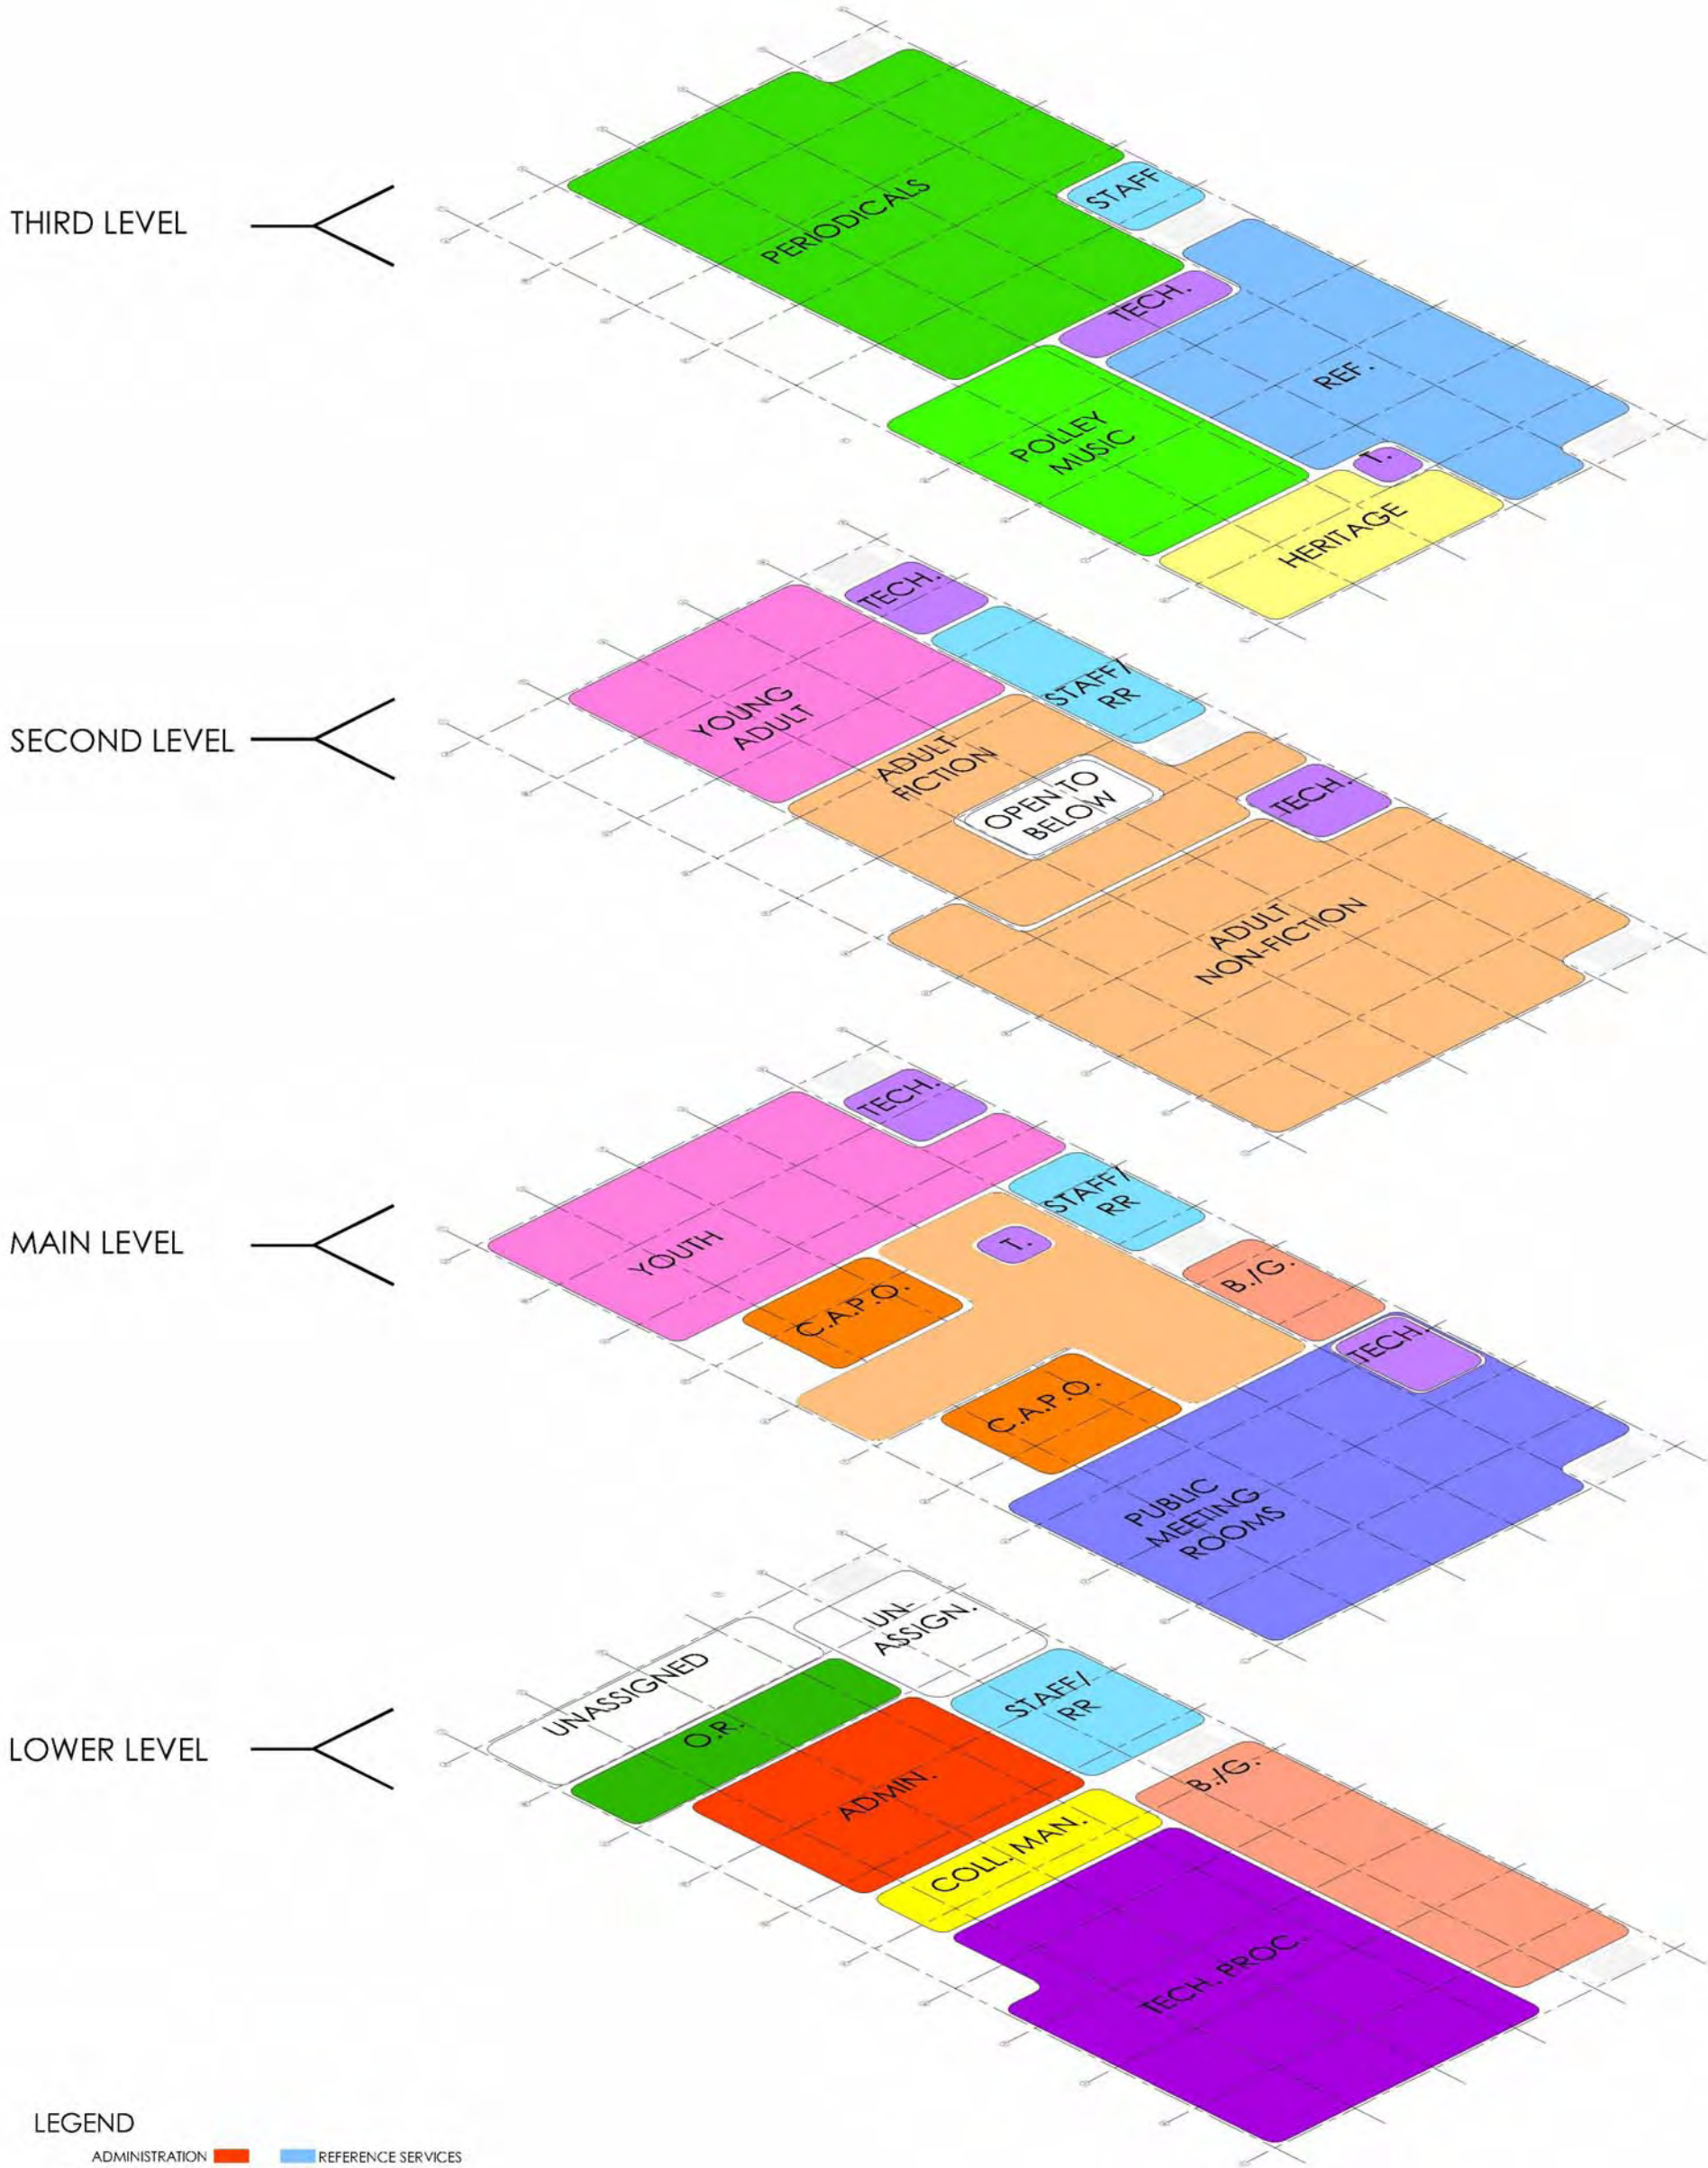 THIRD LEVEL
PERIODICALS
STAFF
TECH.
REF.
POLLEY
MUSIC
T.
HERITAGE
SECOND LEVEL
TECH.
YOUNG
ADULT
STAFF/
RR
ADULT
FICTION
OPEN TO
BELOW
TECH.
ADULT
NON-FICTION
MAIN LEVEL
TECH.
YOUTH
STAFF/
RR
T.
C.A.P.O.
B./G.
TECH.
C.A.P.O.
PUBLIC
MEETING
ROOMS
LOWER LEVEL
UN-
ASSIGN.
UNASSIGNED
O.R.
STAFF/
RR
ADMIN.
B./G.
COLL. MAN.
TECH. PROC.
LEGEND
ADMINISTRATION
REFERENCE SERVICES